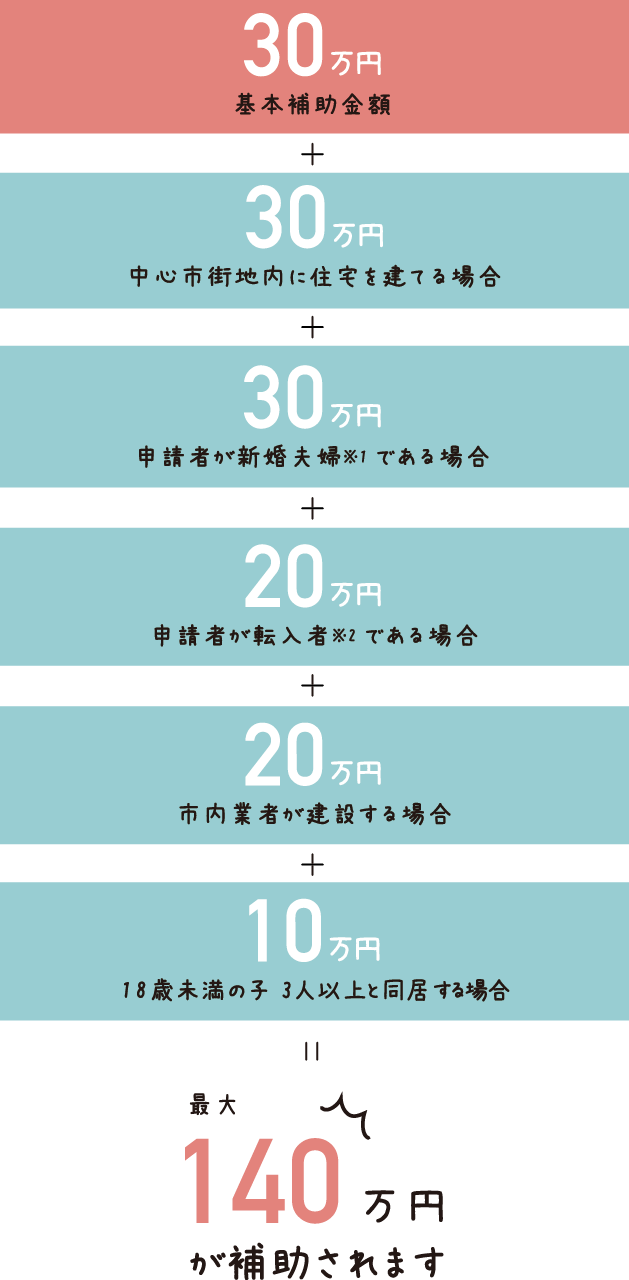 30万円
基本補助金額
+
30万円
中心市街地内に住宅を建てる場合
+
30万円
申請者が新婚夫婦※1 である場合
+
20万円
申請者が転入者※2 である場合
+
20万円
市内業者が建設する場合
+
10万円
18歳未満の子 3人以上と同居する場合
=
最大
140万円
が補助されます